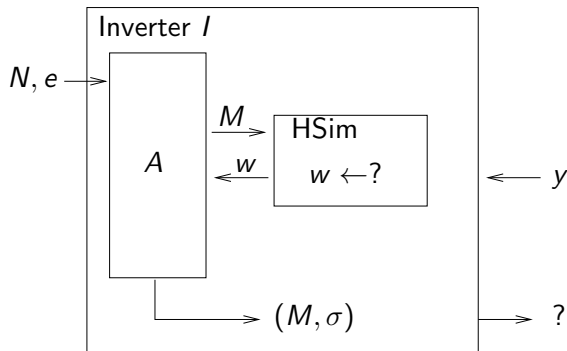 Inverter I
N, e
M
HSim
A
w
w ←?
y
(M, σ)
?